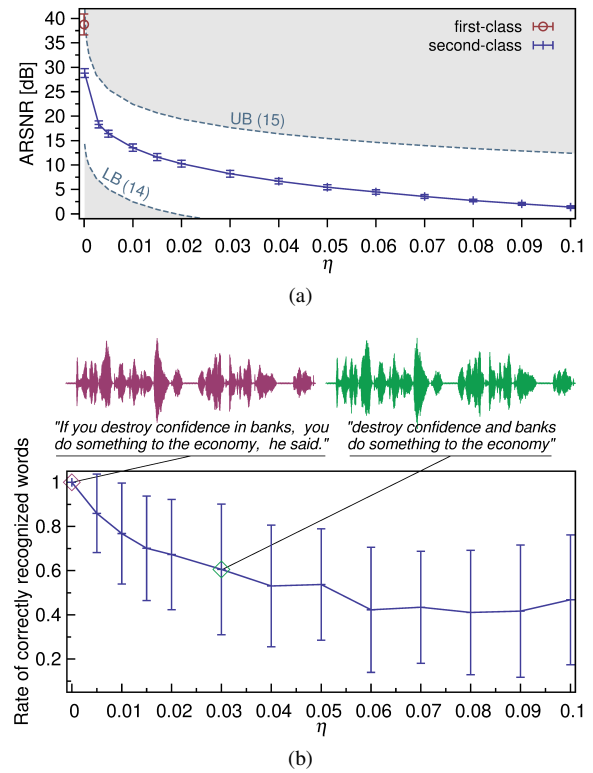 40
35
30
25
20
15
10
5
0
ARSNR [dB]
first-class
second-class
UB (15)
LB (14)
0 0.01 0.02 0.03 0.04 0.05 0.06 0.07 0.08 0.09 0.1
η
(a)
"If you destroy confidence in banks, you
do something to the economy, he said."
"destroy confidence and banks
do something to the economy"
Rate of correctly recognized words
1
0.8
0.6
0.4
0.2
0 0.01 0.02 0.03 0.04 0.05 0.06 0.07 0.08 0.09 0.1
η
(b)